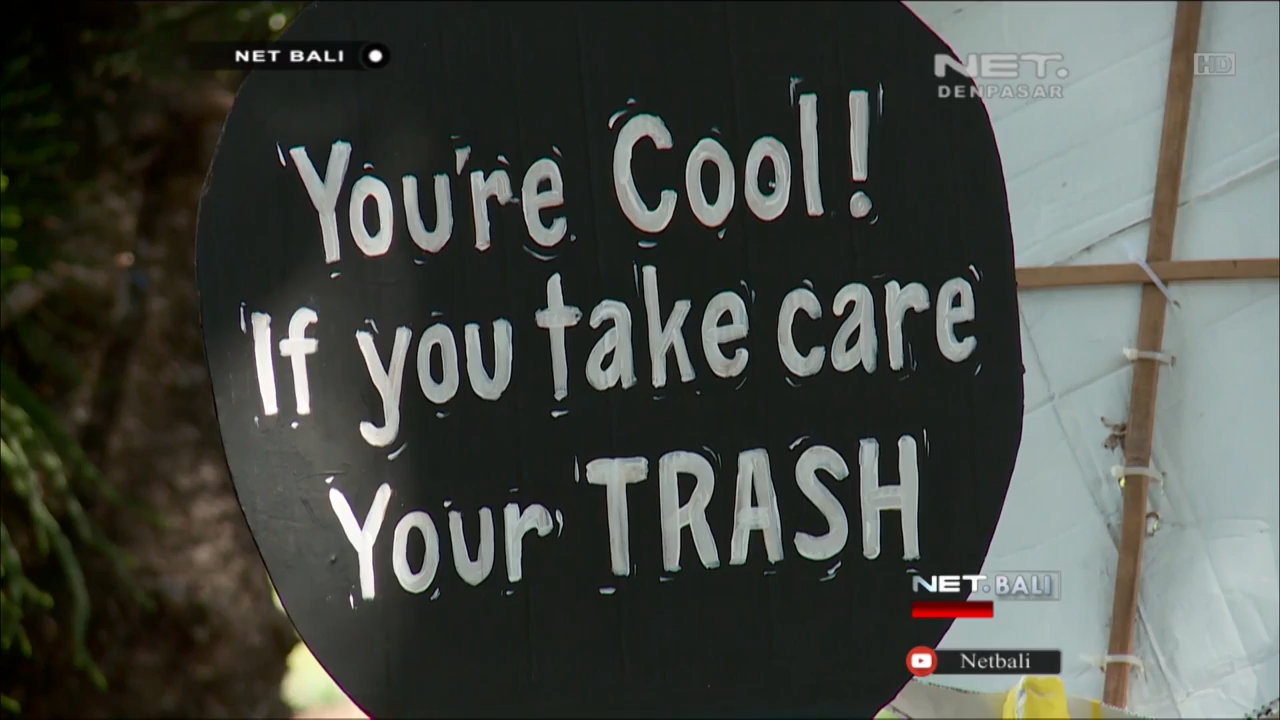 NET BALI
NET.
DENPASAR
HD
You're Cool!
If you take care
Your TRASH
NET. BALI
Netbali